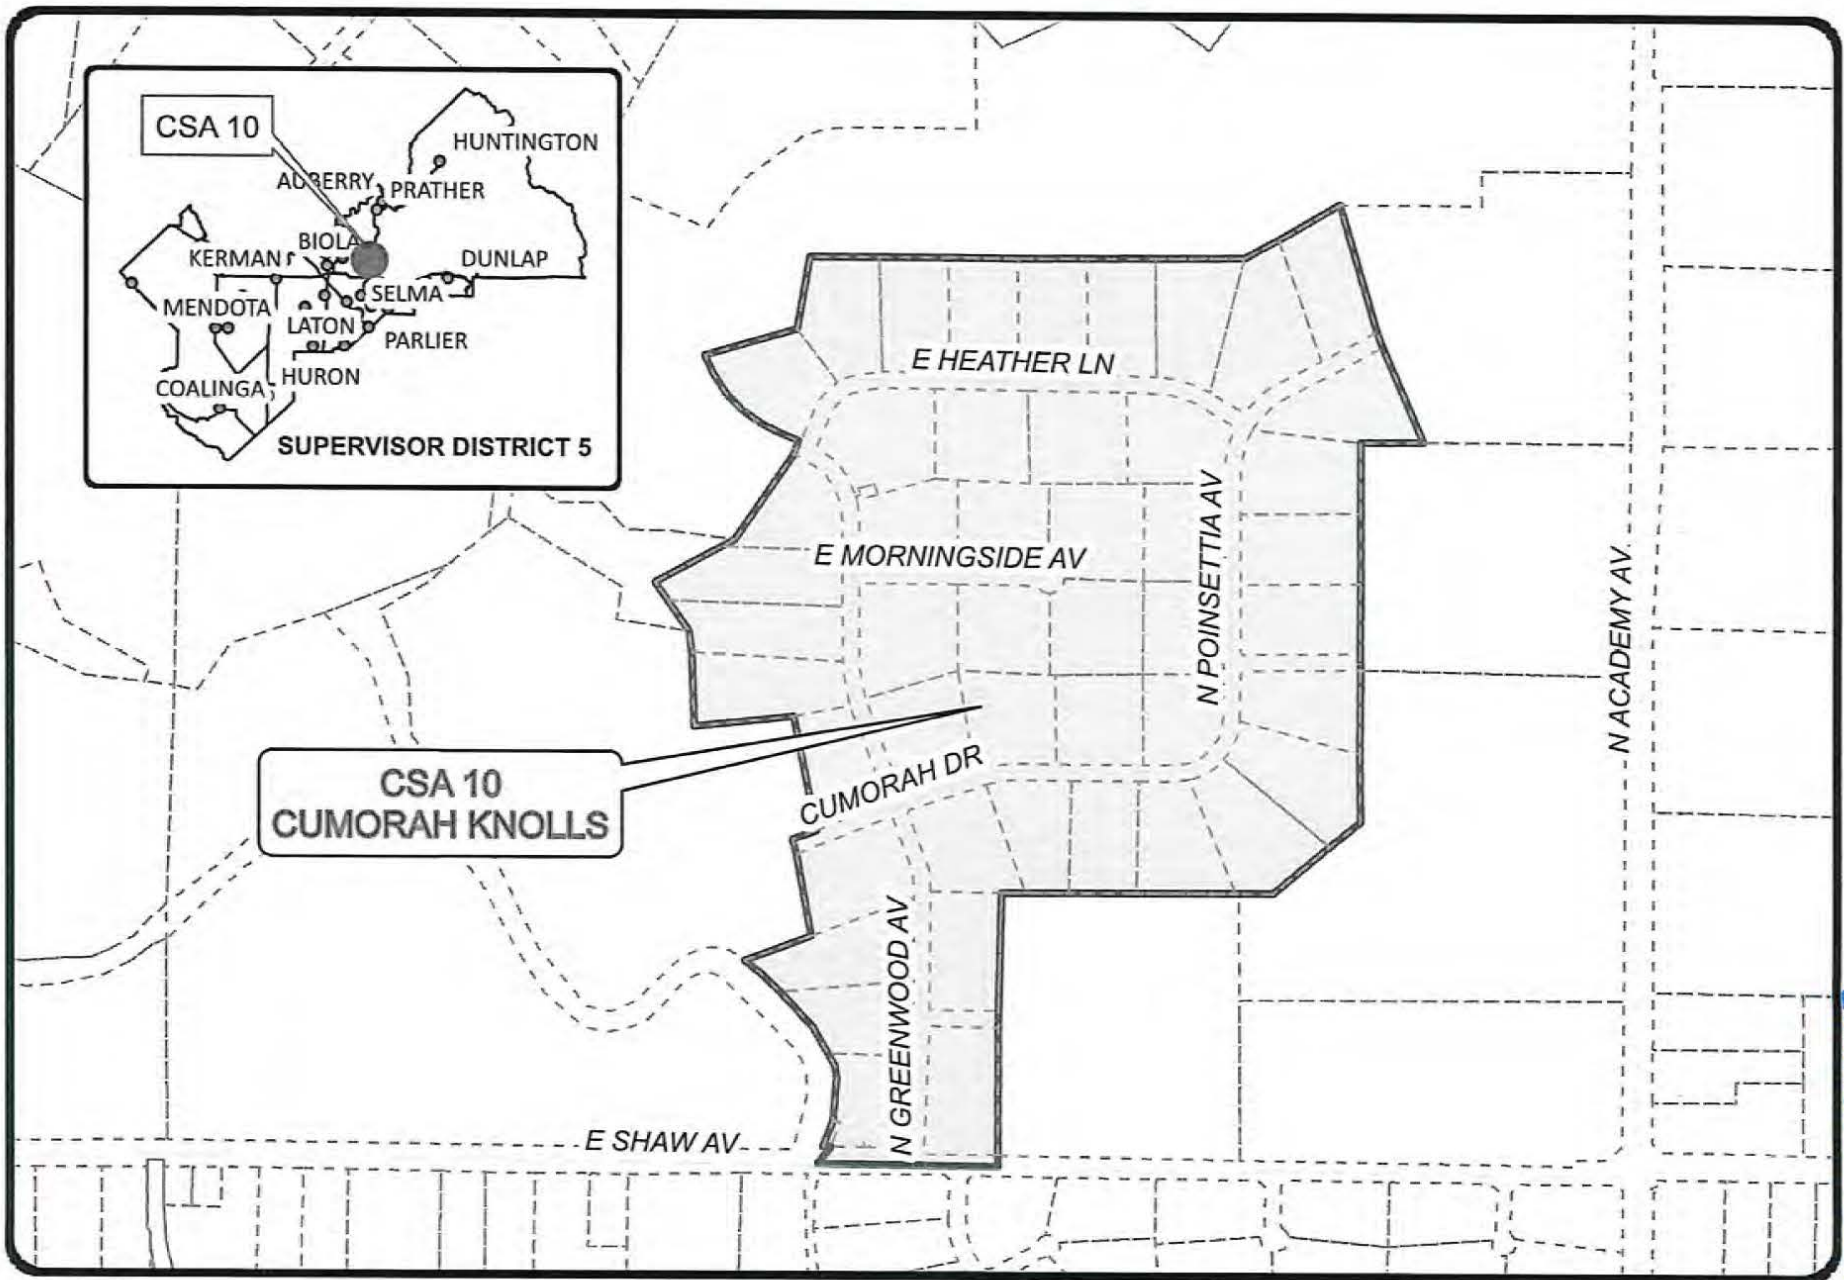 CSA 10
HUNTINGTON
AUBERRY
PRATHER
BIOLA
KERMAN
DUNLAP
SELMA
MENDOTA
LATON
PARLIER
HURON
COALINGA
SUPERVISOR DISTRICT 5
E HEATHER LN
E MORNINGSIDE AV
N POINSETTIA AV
N ACADEMY AV
CSA 10
CUMORAH KNOLLS
CUMORAH DR
N GREENWOOD AV
E SHAW AV